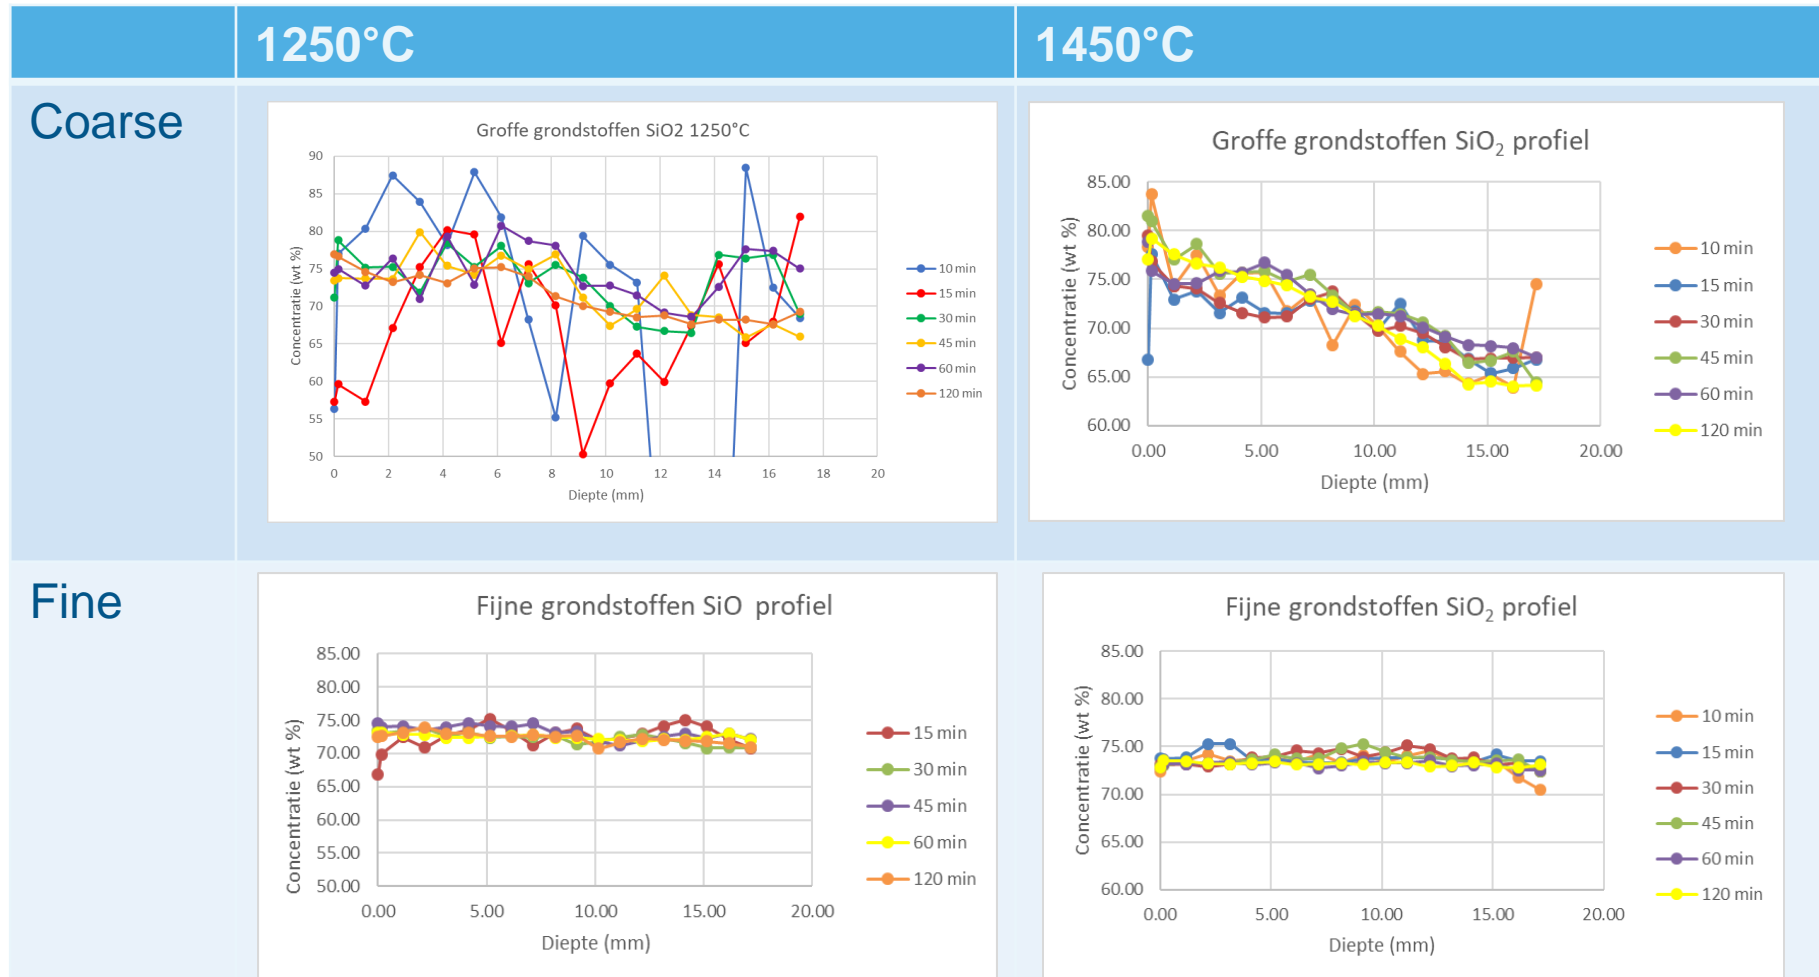 1250°C
1450°C
Coarse
Groffe grondstoffen SiO2 1250°C
Concentratie (wt %)
90
85
80
75
70
65
60
55
50
0 2 4 6 8 10 12 14 16 18 20
Diepte (mm)
10 min
15 min
30 min
45 min
60 min
120 min
Groffe grondstoffen SiO₂ profiel
Concentratie (wt %)
85.00
80.00
75.00
70.00
65.00
60.00
0.00 5.00 10.00 15.00 20.00
Diepte (mm)
10 min
15 min
30 min
45 min
60 min
120 min
Fine
Fijne grondstoffen SiO profiel
Concentratie (wt %)
85.00
80.00
75.00
70.00
65.00
60.00
55.00
50.00
0.00 5.00 10.00 15.00 20.00
Diepte (mm)
15 min
30 min
45 min
60 min
120 min
Fijne grondstoffen SiO₂ profiel
Concentratie (wt %)
85.00
80.00
75.00
70.00
65.00
60.00
0.00 5.00 10.00 15.00 20.00
Diepte (mm)
10 min
15 min
30 min
45 min
60 min
120 min